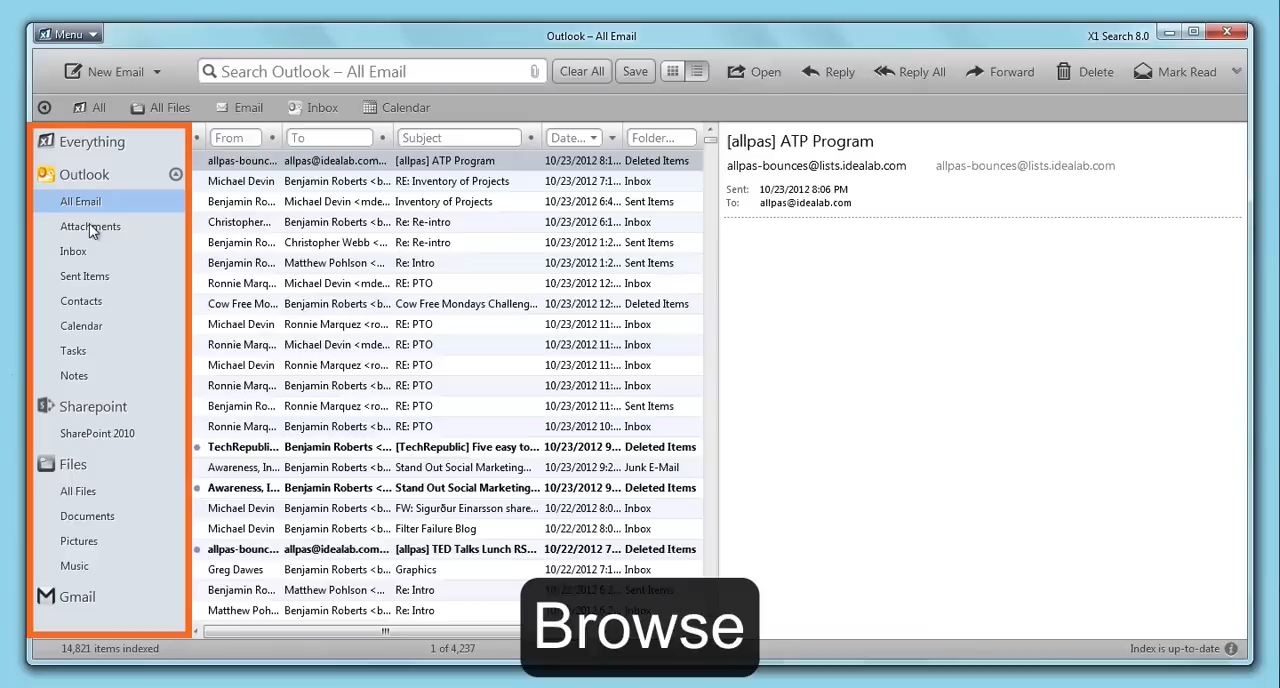 x1 Menu
Outlook – All Email
X1 Search 8.0
New Email
Search Outlook – All Email
Clear All
Save
Open
Reply
Reply All
Forward
Delete
Mark Read
x1 All
All Files
Email
Inbox
Calendar
x1 Everything
Outlook
All Email
Attachments
Inbox
Sent Items
Contacts
Calendar
Tasks
Notes
Sharepoint
SharePoint 2010
Files
All Files
Documents
Pictures
Music
Gmail
From To Subject Date... Folder...
allpas-bounc... allpas@idealab.com... [allpas] ATP Program 10/23/2012 8:1... Deleted Items
Michael Devin Benjamin Roberts <b... RE: Inventory of Projects 10/23/2012 7:1... Inbox
Benjamin Ro... Michael Devin <mde... Inventory of Projects 10/23/2012 6:4... Sent Items
Christopher... Benjamin Roberts <b... Re: Re-intro 10/23/2012 6:1... Inbox
Benjamin Ro... Christopher Webb <... Re: Re-intro 10/23/2012 1:2... Sent Items
Benjamin Ro... Matthew Pohlson <... Re: Intro 10/23/2012 1:2... Sent Items
Ronnie Marq... Michael Devin <mde... RE: PTO 10/23/2012 12:... Inbox
Cow Free Mo... Benjamin Roberts <b... Cow Free Mondays Challeng... 10/23/2012 12:... Deleted Items
Michael Devin Ronnie Marquez <ro... RE: PTO 10/23/2012 11:... Inbox
Ronnie Marq... Michael Devin <mde... RE: PTO 10/23/2012 11:... Inbox
Michael Devin Ronnie Marquez <ro... RE: PTO 10/23/2012 11:... Inbox
Ronnie Marq... Benjamin Roberts <b... RE: PTO 10/23/2012 11:... Inbox
Benjamin Ro... Ronnie Marquez <ro... RE: PTO 10/23/2012 11:... Sent Items
Ronnie Marq... Benjamin Roberts <b... RE: PTO 10/23/2012 10:... Inbox
TechRepubli... Benjamin Roberts <... [TechRepublic] Five easy to... 10/23/2012 9... Deleted Items
Awareness, In... Benjamin Roberts <b... Stand Out Social Marketing... 10/23/2012 9:2... Junk E-Mail
Awareness, I... Benjamin Roberts <... Stand Out Social Marketing... 10/23/2012 9... Deleted Items
Michael Devin Benjamin Roberts <b... FW: Sigurður Einarsson share... 10/22/2012 8:0... Inbox
Michael Devin Benjamin Roberts <b... Filter Failure Blog 10/22/2012 8:0... Inbox
allpas-bounc... allpas@idealab.com... [allpas] TED Talks Lunch RS... 10/22/2012 7... Deleted Items
Greg Dawes Benjamin Roberts <b... Graphics 10/22/2012 7:1... Inbox
Benjamin Ro... Matthew Pohlson <... Re: Intro 10/22/2012 6:2... Sent Items
Matthew Poh... Benjamin Roberts <b... Re: Intro
[allpas] ATP Program
allpas-bounces@lists.idealab.com allpas-bounces@lists.idealab.com
Sent: 10/23/2012 8:06 PM
To: allpas@idealab.com
Browse
14,821 items indexed
1 of 4,237
Index is up-to-date